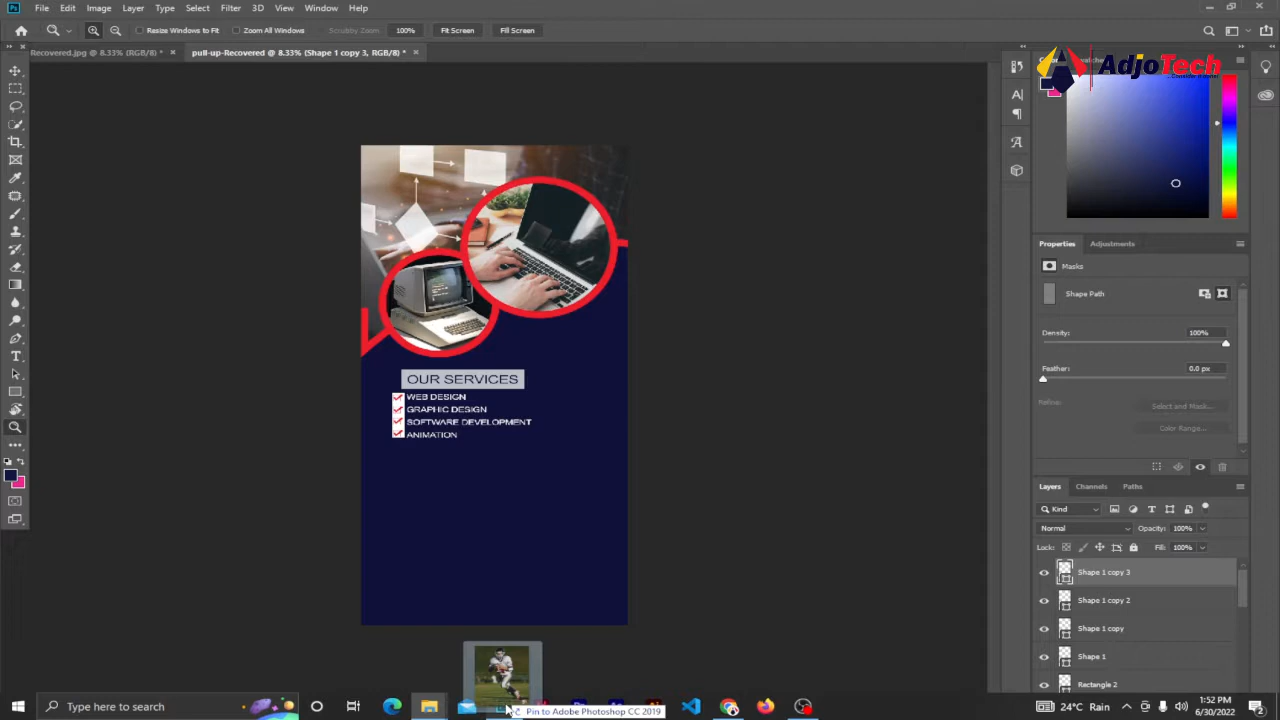 Ps File Edit Image Layer Type Select Filter 3D View Window Help
Resize Windows to Fit Zoom All Windows Scrubby Zoom 100% Fit Screen Fill Screen
Recovered.jpg @ 8.33% (RGB/8) * × pull-up-Recovered @ 8.33% (Shape 1 copy 3, RGB/8) * ×
AdjoTech
Properties Adjustments
Masks
Shape Path
Density: 100%
Feather: 0.0 px
Refine: Select and Mask...
Color Range...
OUR SERVICES
WEB DESIGN
GRAPHIC DESIGN
SOFTWARE DEVELOPMENT
ANIMATION
Layers Channels Paths
Kind
Normal Opacity: 100%
Lock: Fill: 100%
Shape 1 copy 3
Shape 1 copy 2
Shape 1 copy
Shape 1
Rectangle 2
Type here to search
Pin to Adobe Photoshop CC 2019
24°C Rain
1:52 PM
6/30/2022